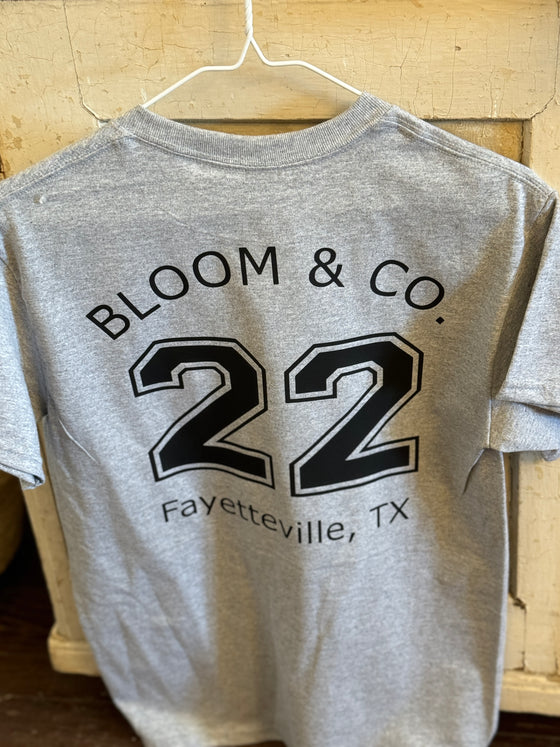 BLOOM & CO.
22
Fayetteville, TX